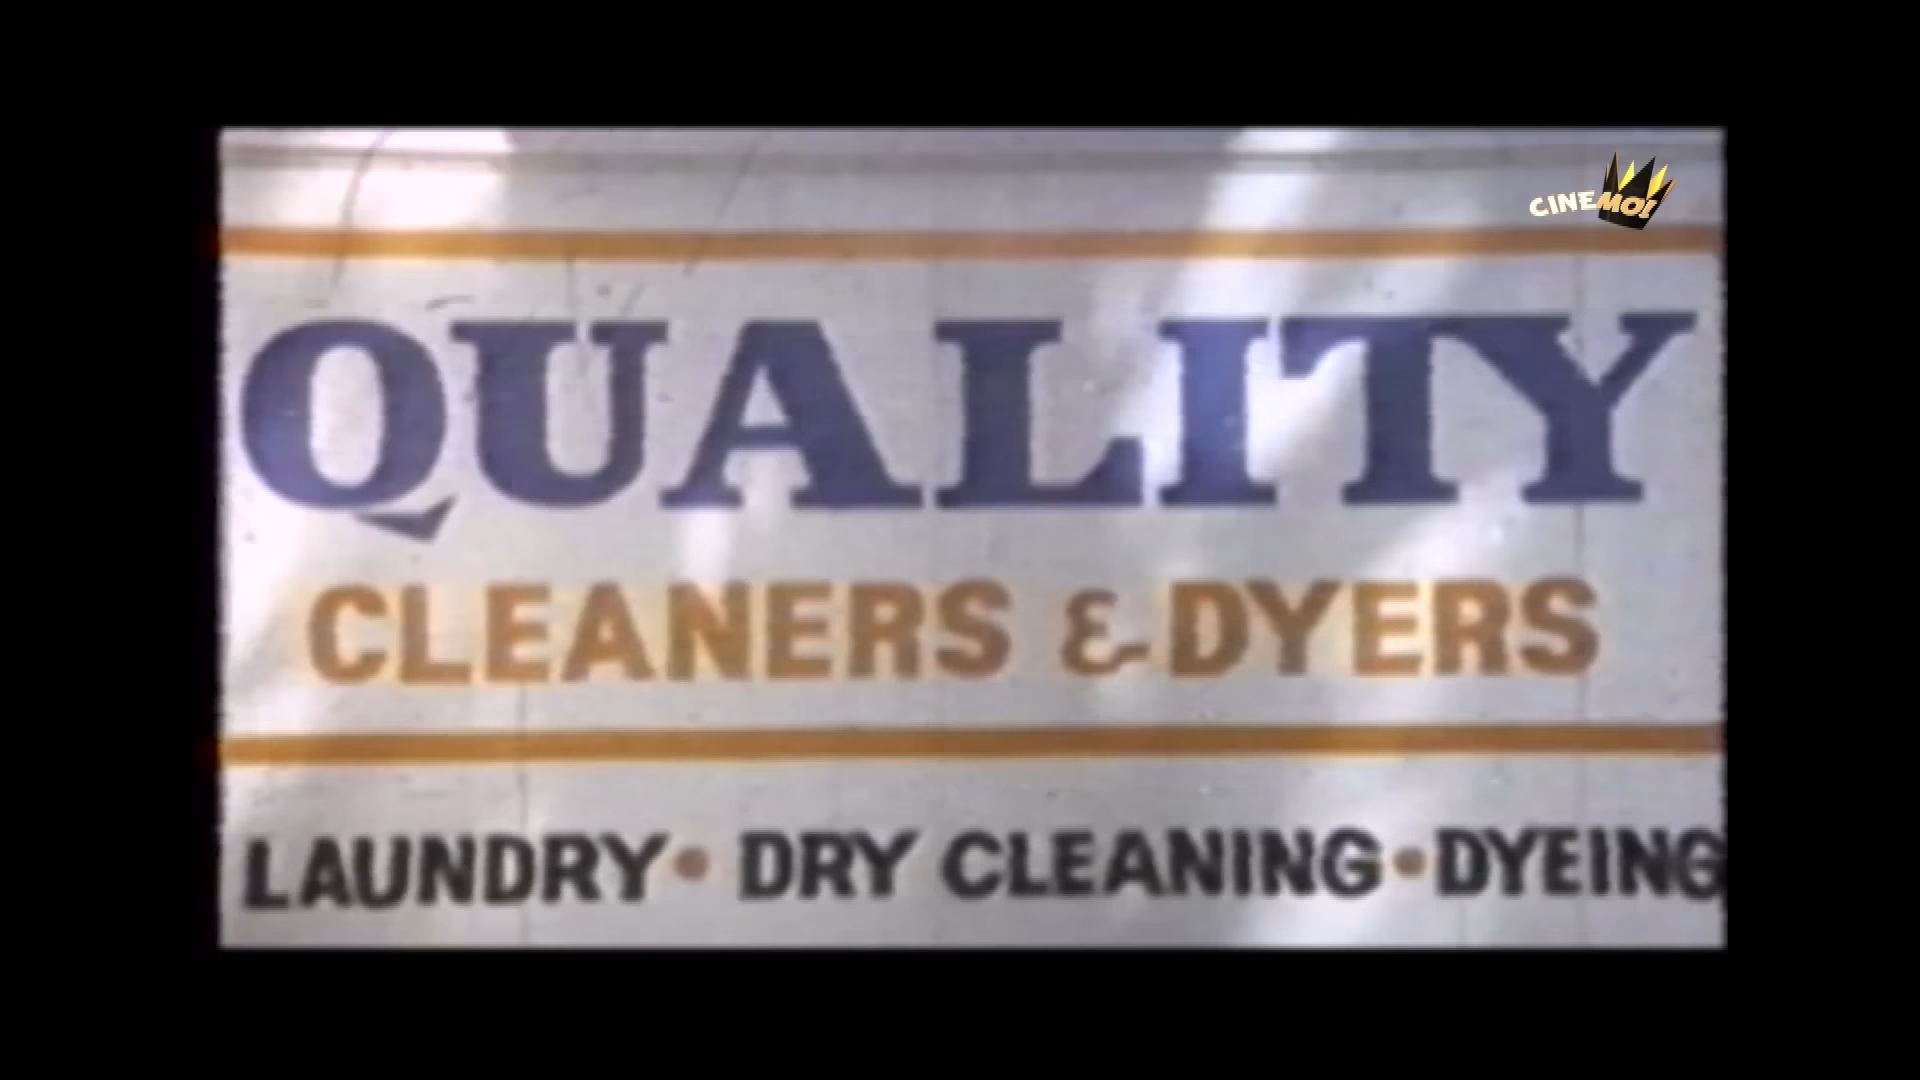 CINEMOI
QUALITY
CLEANERS & DYERS
LAUNDRY • DRY CLEANING • DYEING